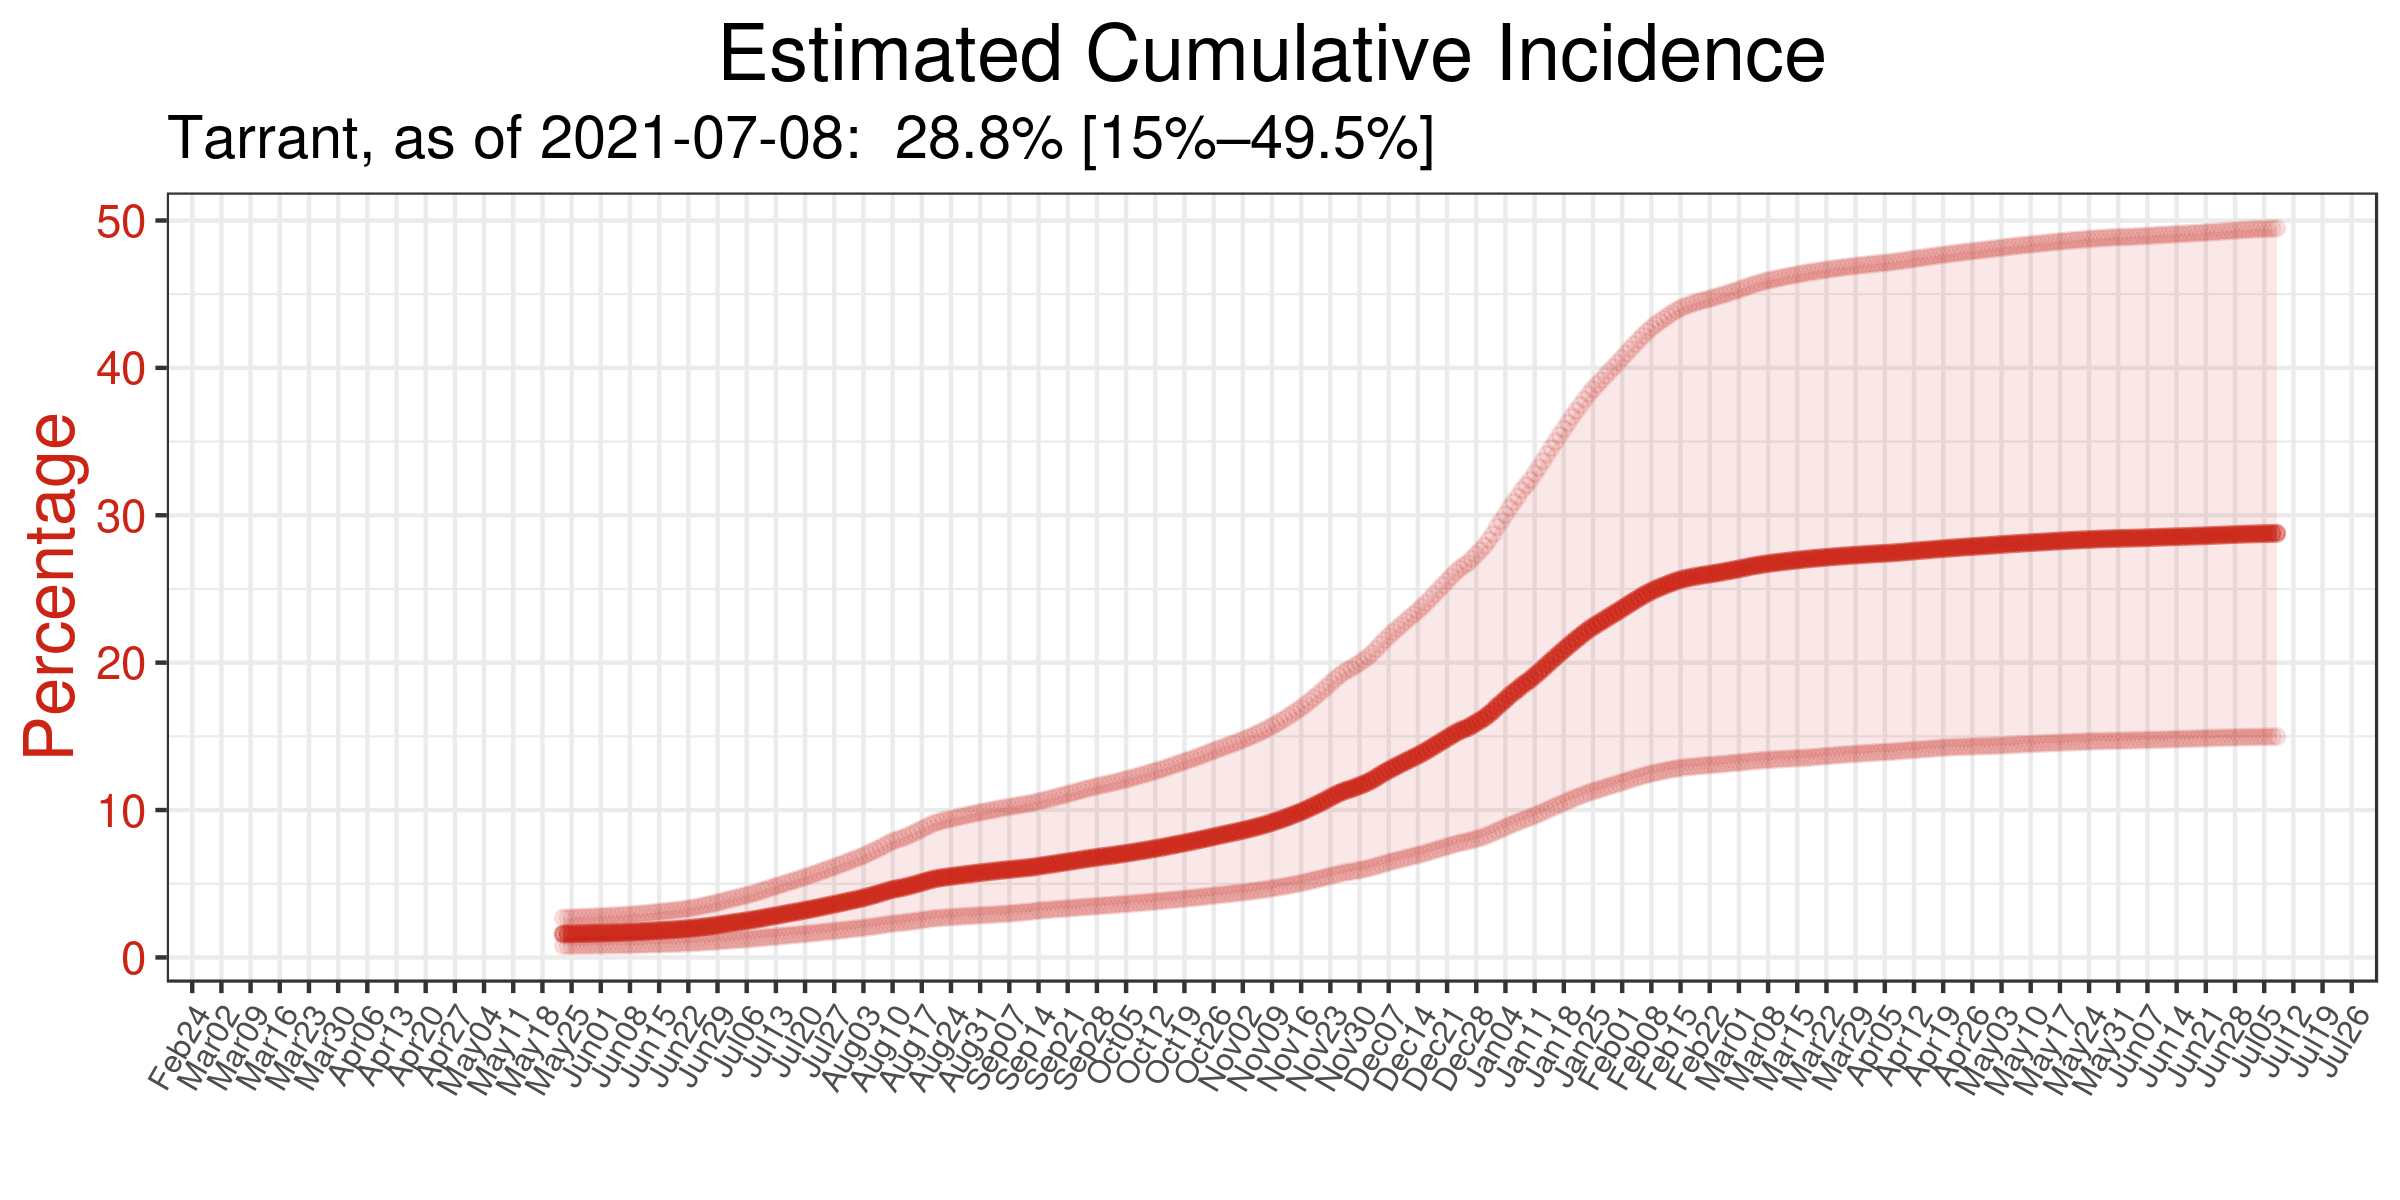 Estimated Cumulative Incidence
Tarrant, as of 2021-07-08:  28.8% [15%–49.5%]
Percentage
50
40
30
20
10
0
Feb24
Mar02
Mar09
Mar16
Mar23
Mar30
Apr06
Apr13
Apr20
Apr27
May04
May11
May18
May25
Jun01
Jun08
Jun15
Jun22
Jun29
Jul06
Jul13
Jul20
Jul27
Aug03
Aug10
Aug17
Aug24
Aug31
Sep07
Sep14
Sep21
Sep28
Oct05
Oct12
Oct19
Oct26
Nov02
Nov09
Nov16
Nov23
Nov30
Dec07
Dec14
Dec21
Dec28
Jan04
Jan11
Jan18
Jan25
Feb01
Feb08
Feb15
Feb22
Mar01
Mar08
Mar15
Mar22
Mar29
Apr05
Apr12
Apr19
Apr26
May03
May10
May17
May24
May31
Jun07
Jun14
Jun21
Jun28
Jul05
Jul12
Jul19
Jul26